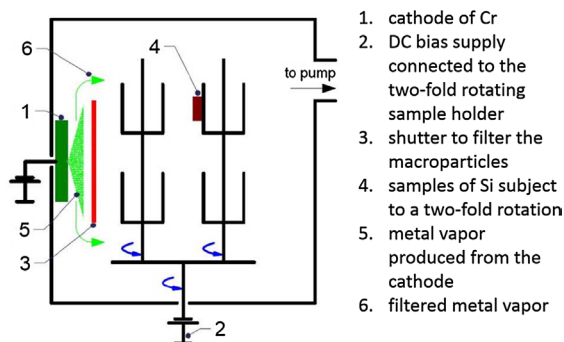 6
4
1
to pump
5
3
2
1. cathode of Cr
2. DC bias supply
connected to the
two-fold rotating
sample holder
3. shutter to filter the
macroparticles
4. samples of Si subject
to a two-fold rotation
5. metal vapor
produced from the
cathode
6. filtered metal vapor